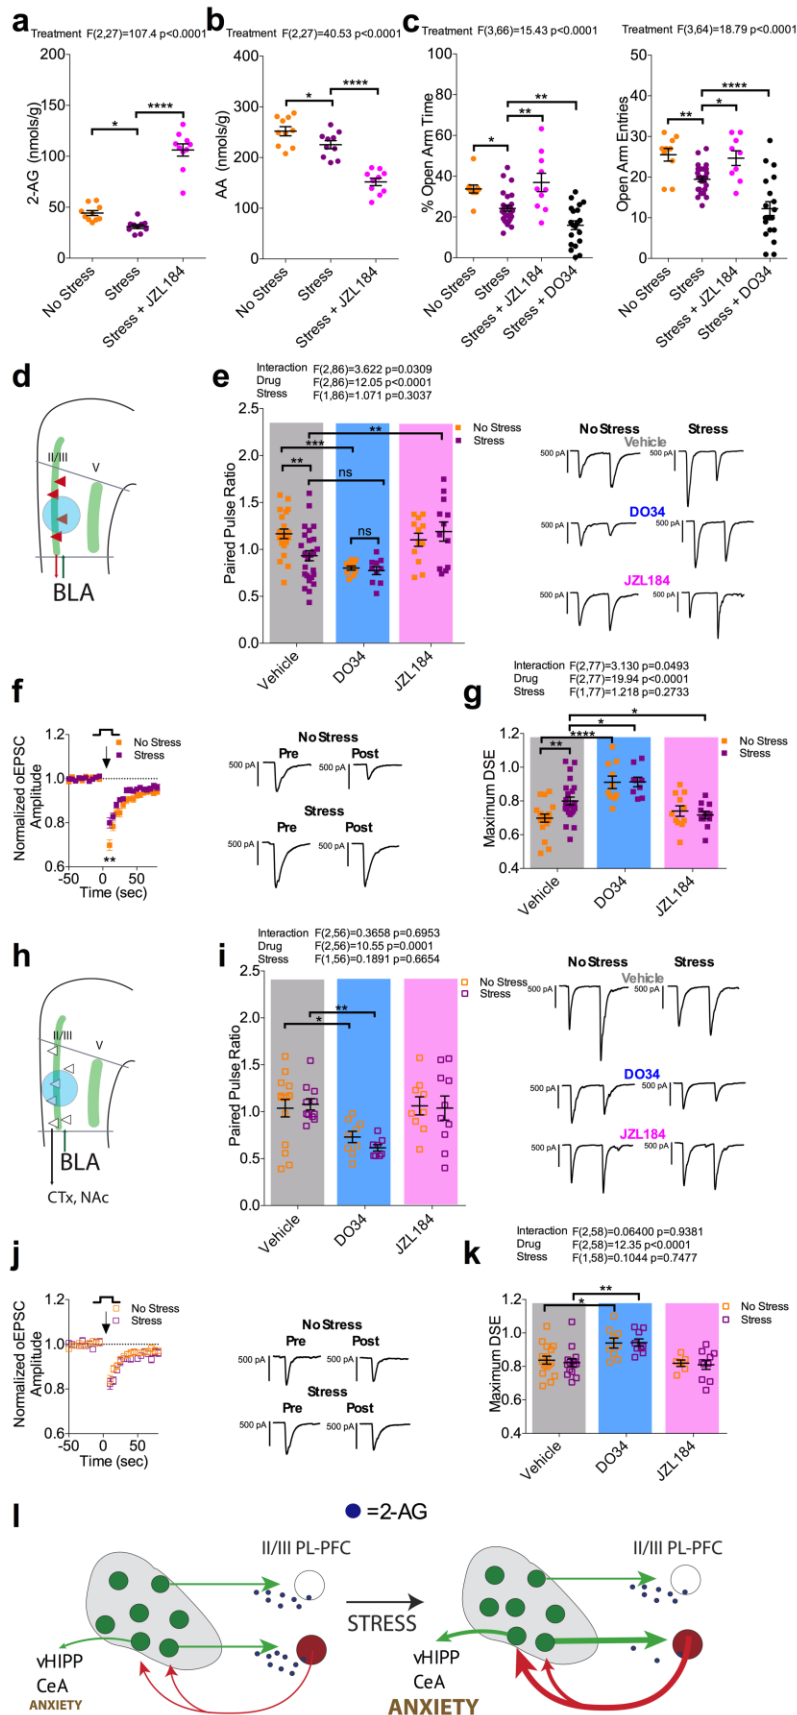 a
Treatment F(2,27)=107.4 p<0.0001
2-AG (nmols/g)
200
150
100
50
0
*
****
No Stress
Stress
Stress + JZL184
b
Treatment F(2,27)=40.53 p<0.0001
AA (nmols/g)
400
300
200
100
0
*
****
No Stress
Stress
Stress + JZL184
c
Treatment F(3,66)=15.43 p<0.0001
% Open Arm Time
100
80
60
40
20
0
*
**
**
No Stress
Stress
Stress + JZL184
Stress + DO34
Treatment F(3,64)=18.79 p<0.0001
Open Arm Entries
50
40
30
20
10
0
**
*
****
No Stress
Stress
Stress + JZL184
Stress + DO34
d
II/III
V
BLA
e
Interaction F(2,86)=3.622 p=0.0309
Drug F(2,86)=12.05 p<0.0001
Stress F(1,86)=1.071 p=0.3037
Paired Pulse Ratio
2.5
2.0
1.5
1.0
0.5
0.0
No Stress
Stress
**
***
**
ns
ns
Vehicle
DO34
JZL184
No Stress Stress
Vehicle
500 pA
500 pA
DO34
500 pA
500 pA
JZL184
500 pA
500 pA
f
Normalized oEPSC
Amplitude
1.2
1.0
0.8
0.6
No Stress
Stress
**
-50 0 50
Time (sec)
No Stress
Pre Post
500 pA
500 pA
Stress
Pre Post
500 pA
500 pA
g
Interaction F(2,77)=3.130 p=0.0493
Drug F(2,77)=19.94 p<0.0001
Stress F(1,77)=1.218 p=0.2733
Maximum DSE
1.2
1.0
0.8
0.6
0.4
No Stress
Stress
*
*
****
**
Vehicle
DO34
JZL184
h
II/III
V
BLA
CTx, NAc
i
Interaction F(2,56)=0.3658 p=0.6953
Drug F(2,56)=10.55 p=0.0001
Stress F(1,56)=0.1891 p=0.6654
Paired Pulse Ratio
2.5
2.0
1.5
1.0
0.5
0.0
No Stress
Stress
**
*
Vehicle
DO34
JZL184
No Stress Stress
Vehicle
500 pA
500 pA
DO34
500 pA
500 pA
JZL184
500 pA
500 pA
j
Normalized oEPSC
Amplitude
1.2
1.0
0.8
0.6
No Stress
Stress
-50 0 50
Time (sec)
No Stress
Pre Post
500 pA
500 pA
Stress
Pre Post
500 pA
500 pA
k
Interaction F(2,58)=0.06400 p=0.9381
Drug F(2,58)=12.35 p<0.0001
Stress F(1,58)=0.1044 p=0.7477
Maximum DSE
1.2
1.0
0.8
0.6
0.4
No Stress
Stress
**
*
Vehicle
DO34
JZL184
l
=2-AG
II/III PL-PFC
vHIPP
CeA
ANXIETY
STRESS
II/III PL-PFC
vHIPP
CeA
ANXIETY